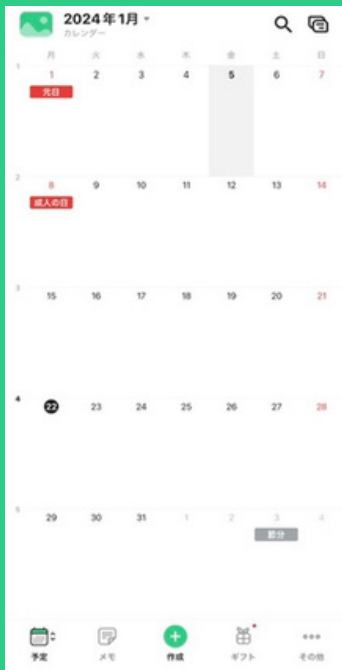 2024年1月
カレンダー
月 火 水 木 金 土 日
1
1 2 3 4 5 6 7
元日
2
8 9 10 11 12 13 14
成人の日
3
15 16 17 18 19 20 21
4
22 23 24 25 26 27 28
5
29 30 31 1 2 3 4
節分
予定 メモ 作成 ギフト その他